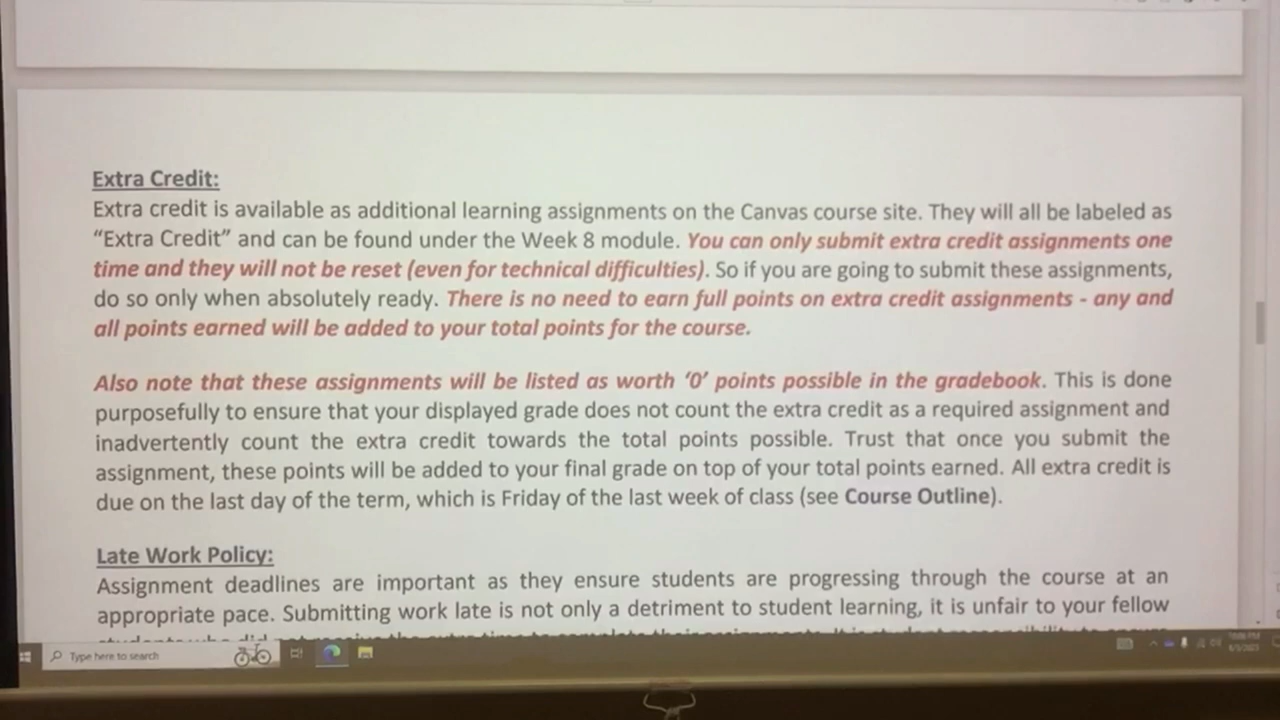 Extra Credit:
Extra credit is available as additional learning assignments on the Canvas course site. They will all be labeled as
“Extra Credit” and can be found under the Week 8 module. You can only submit extra credit assignments one
time and they will not be reset (even for technical difficulties). So if you are going to submit these assignments,
do so only when absolutely ready. There is no need to earn full points on extra credit assignments - any and
all points earned will be added to your total points for the course.
Also note that these assignments will be listed as worth ‘0’ points possible in the gradebook. This is done
purposefully to ensure that your displayed grade does not count the extra credit as a required assignment and
inadvertently count the extra credit towards the total points possible. Trust that once you submit the
assignment, these points will be added to your final grade on top of your total points earned. All extra credit is
due on the last day of the term, which is Friday of the last week of class (see Course Outline).
Late Work Policy:
Assignment deadlines are important as they ensure students are progressing through the course at an
appropriate pace. Submitting work late is not only a detriment to student learning, it is unfair to your fellow
Type here to search